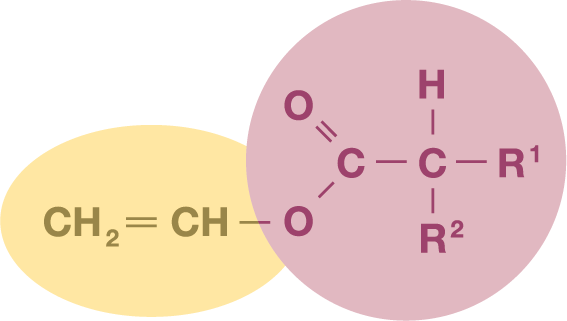 H
O
C — C — R¹
CH₂ = CH — O
R²